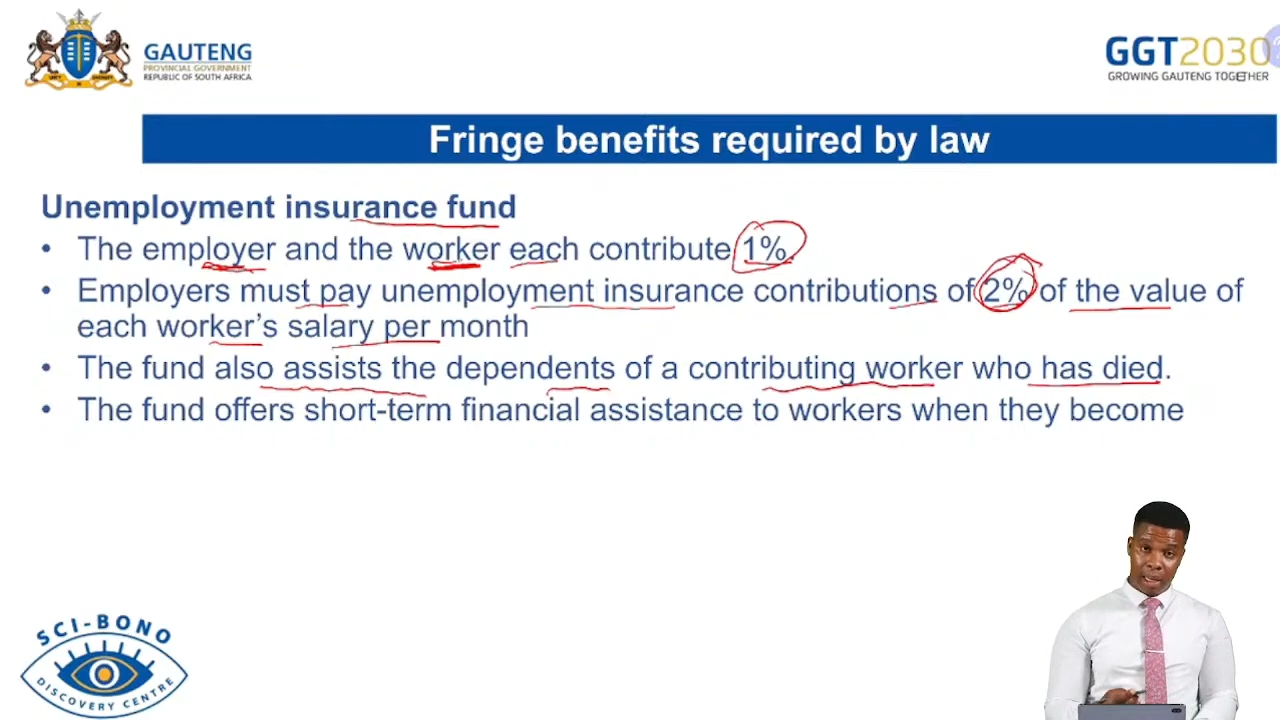 GAUTENG
PROVINCIAL GOVERNMENT
REPUBLIC OF SOUTH AFRICA
GGT2030
GROWING GAUTENG TOGETHER
Fringe benefits required by law
Unemployment insurance fund
• The employer and the worker each contribute 1%.
• Employers must pay unemployment insurance contributions of 2% of the value of
each worker's salary per month
• The fund also assists the dependents of a contributing worker who has died.
• The fund offers short-term financial assistance to workers when they become
SCI-BONO
DISCOVERY CENTRE